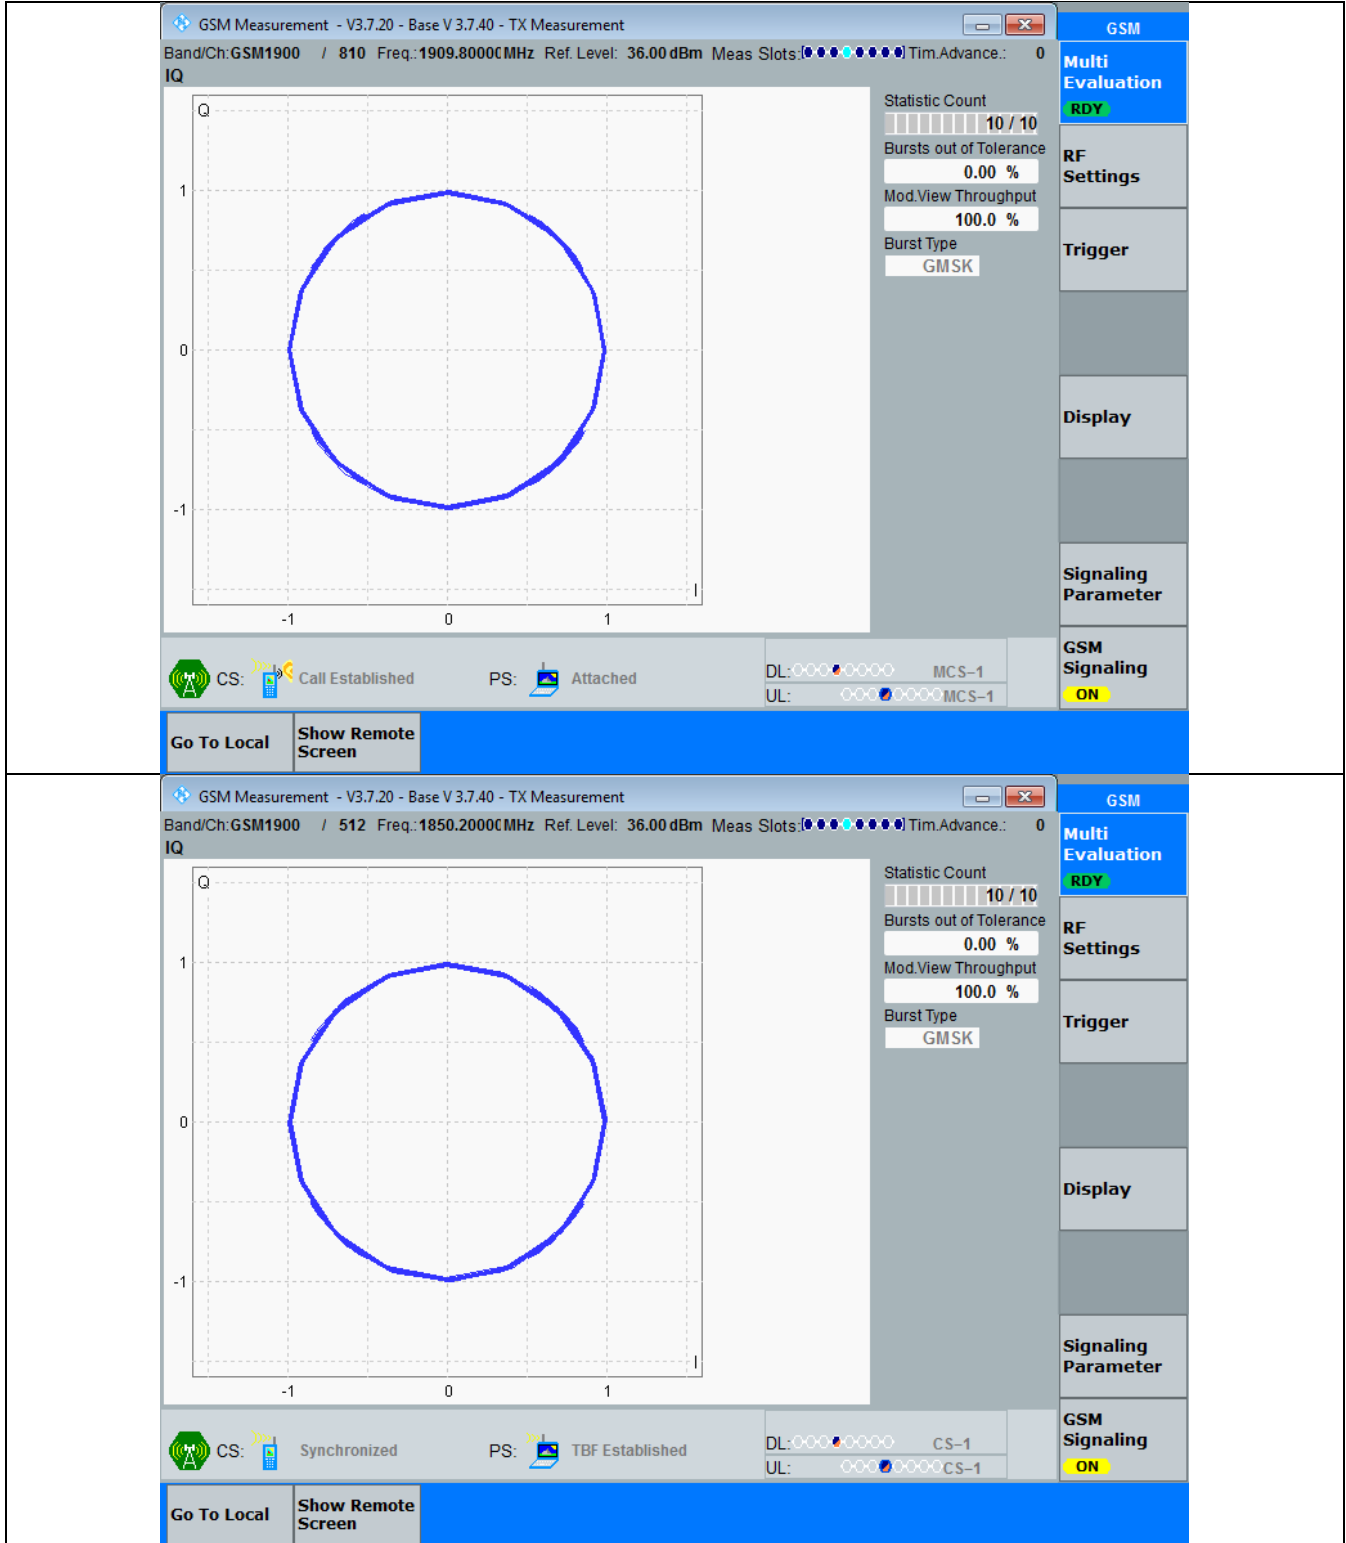 GSM Measurement - V3.7.20 - Base V 3.7.40 - TX Measurement
GSM
Band/Ch: GSM1900 / 810 Freq.: 1909.80000 MHz Ref. Level: 36.00 dBm Meas Slots: Tim.Advance.: 0
IQ
Multi
Evaluation
RDY
Q
Statistic Count
10 / 10
Bursts out of Tolerance
0.00 %
Mod.View Throughput
100.0 %
Burst Type
GMSK
RF
Settings
Trigger
1
0
-1
I
-1 0 1
Display
Signaling
Parameter
GSM
Signaling
ON
CS: Call Established PS: Attached DL: MCS-1
UL: MCS-1
Go To Local
Show Remote
Screen
GSM Measurement - V3.7.20 - Base V 3.7.40 - TX Measurement
GSM
Band/Ch: GSM1900 / 512 Freq.: 1850.20000 MHz Ref. Level: 36.00 dBm Meas Slots: Tim.Advance.: 0
IQ
Multi
Evaluation
RDY
Q
Statistic Count
10 / 10
Bursts out of Tolerance
0.00 %
Mod.View Throughput
100.0 %
Burst Type
GMSK
RF
Settings
Trigger
1
0
-1
I
-1 0 1
Display
Signaling
Parameter
GSM
Signaling
ON
CS: Synchronized PS: TBF Established DL: CS-1
UL: CS-1
Go To Local
Show Remote
Screen